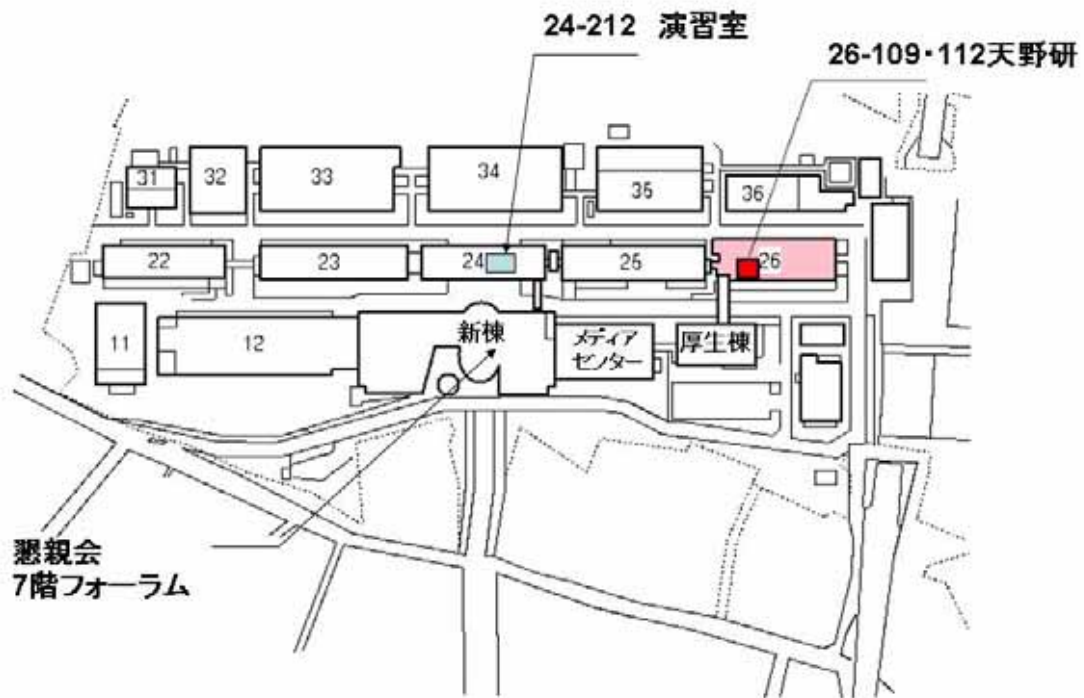 24-212 演習室
26-109・112天野研
31
32
33
34
35
36
22
23
24
25
26
11
12
新棟
メディア
センター
厚生棟
懇親会
7階フォーラム